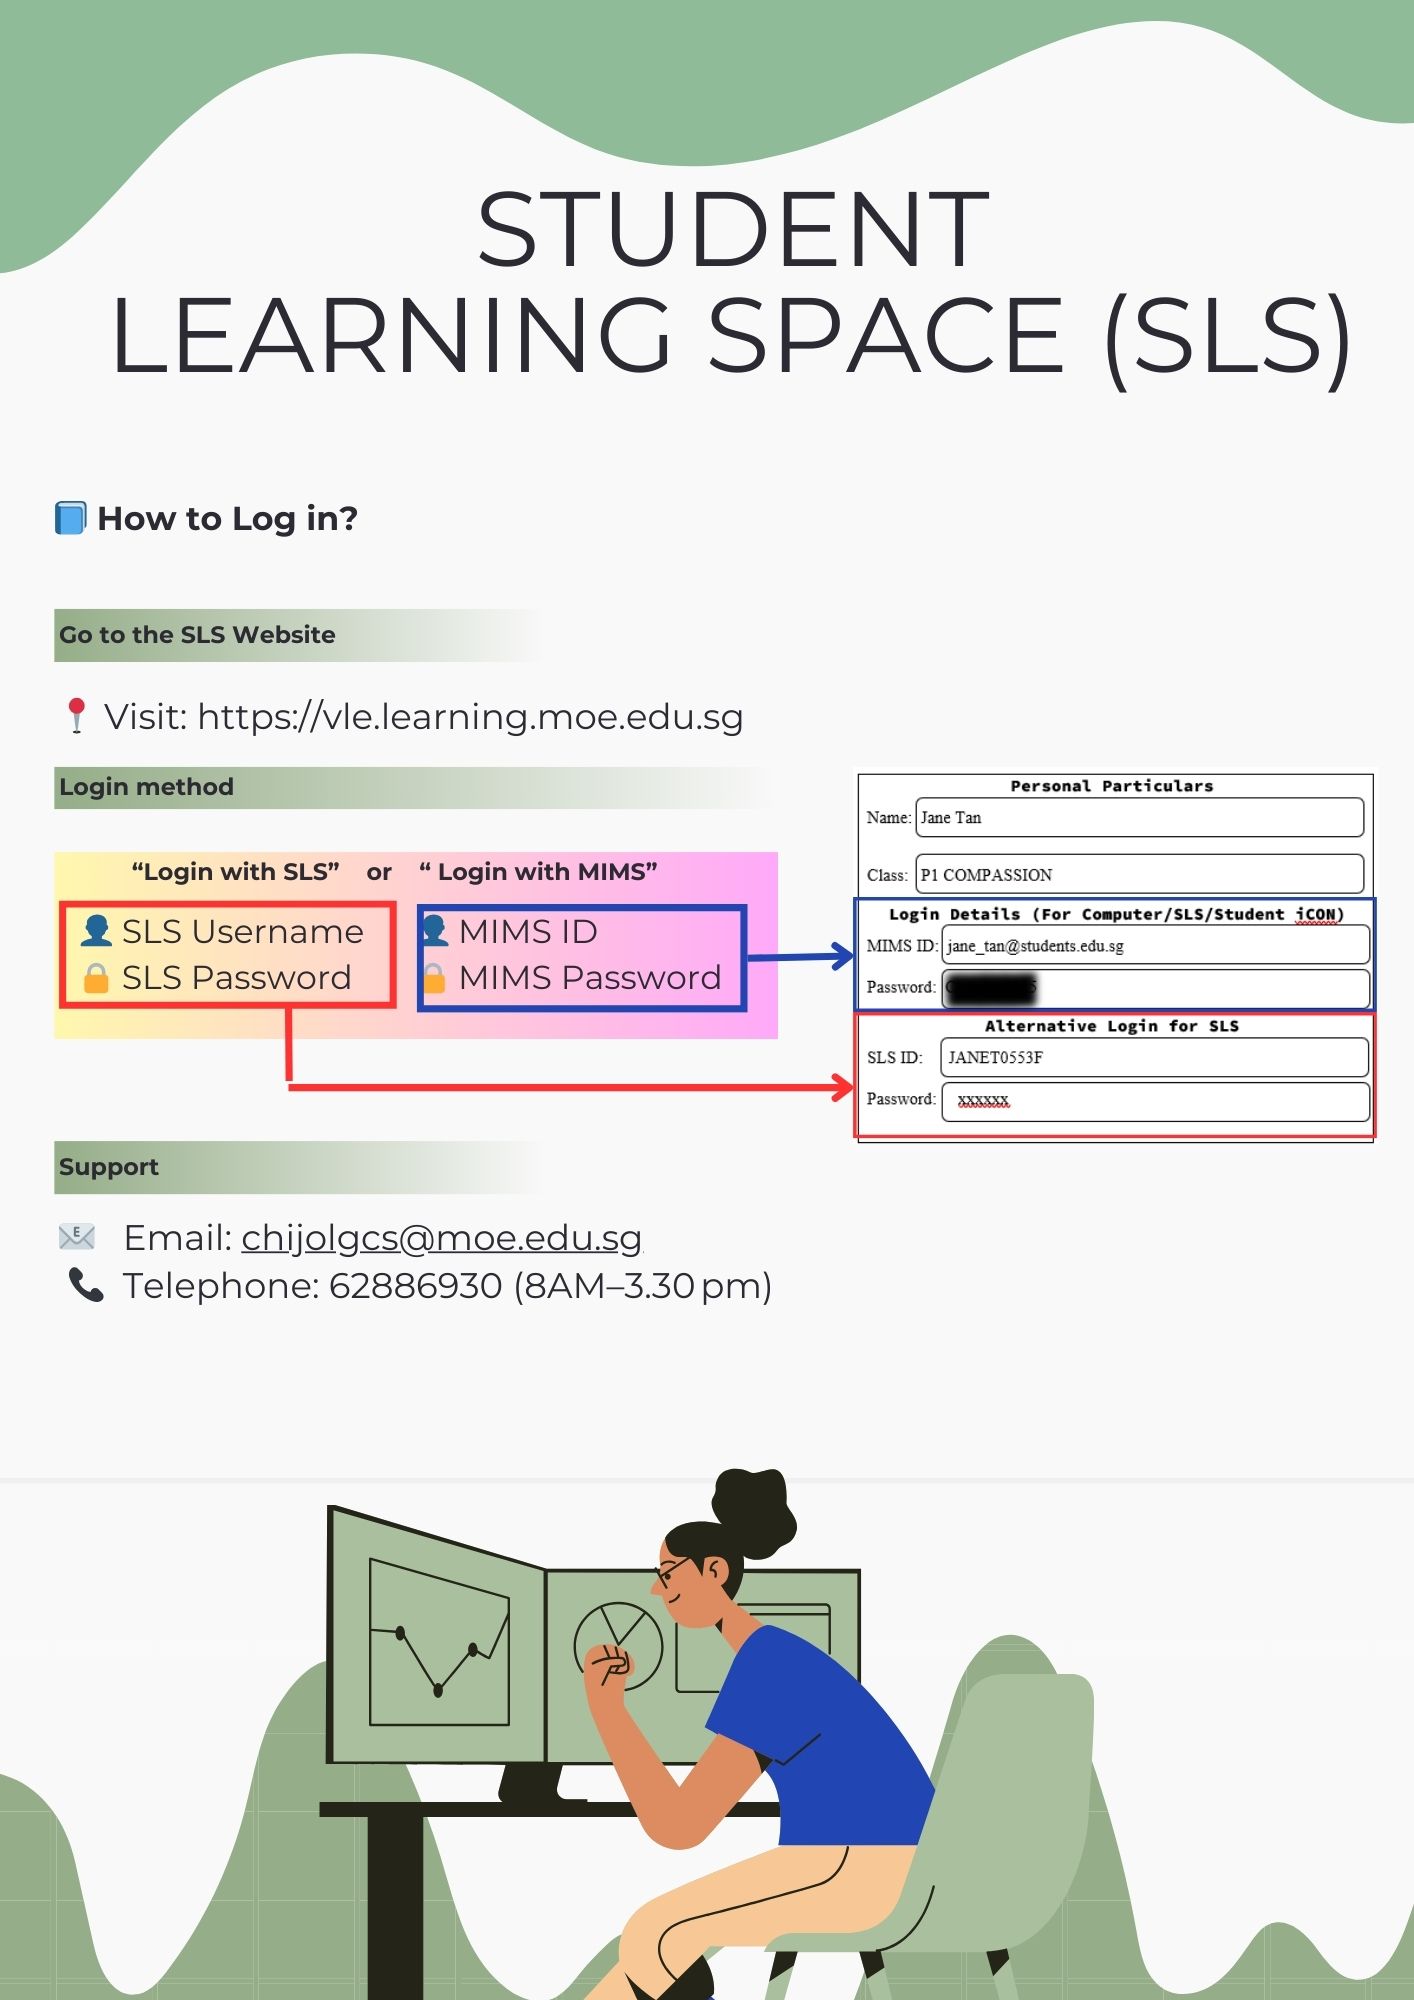 STUDENT
LEARNING SPACE (SLS)
How to Log in?
Go to the SLS Website
Visit: https://vle.learning.moe.edu.sg
Login method
“Login with SLS” or “ Login with MIMS”
SLS Username
SLS Password
MIMS ID
MIMS Password
Personal Particulars
Name: Jane Tan
Class: P1 COMPASSION
Login Details (For Computer/SLS/Student iCON)
MIMS ID: jane_tan@students.edu.sg
Password:
Alternative Login for SLS
SLS ID: JANET0553F
Password: xxxxxx
Support
Email: chijolgcs@moe.edu.sg
Telephone: 62886930 (8AM–3.30 pm)